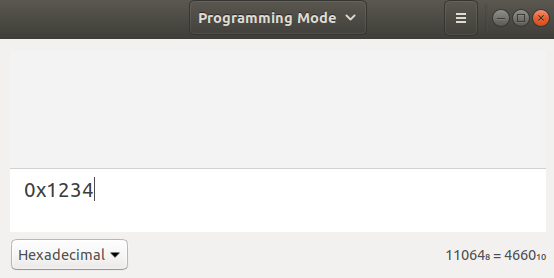 Programming Mode
0x1234
Hexadecimal
11064₈ = 4660₁₀